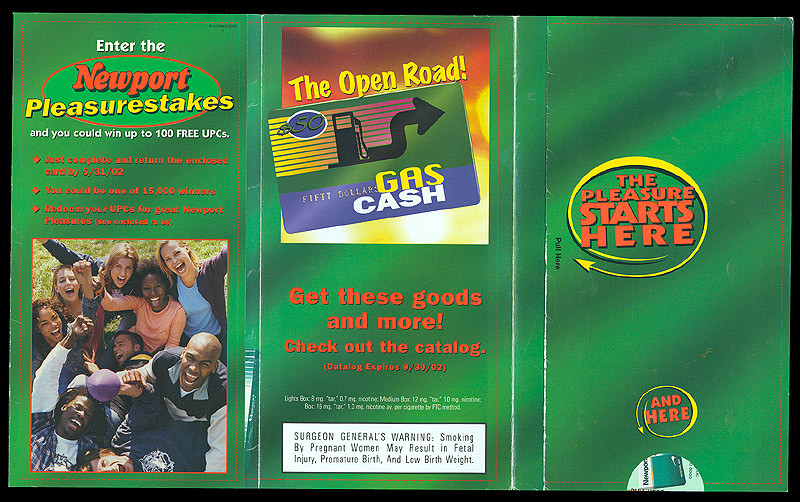 Enter the
Newport
Pleasurestakes
and you could win up to 100 FREE UPCs.
Just complete and return the enclosed
card by 5/31/02
You could be one of 15,000 winners
Redeem your UPCs for great Newport
Pleasures
The Open Road!
$50
FIFTY DOLLARS
GAS
CASH
Get these goods
and more!
Check out the catalog.
(Catalog Expires 9/30/02)
Lights Box: 8 mg. "tar," 0.7 mg. nicotine; Medium Box: 12 mg. "tar," 1.0 mg. nicotine;
Box: 16 mg. "tar," 1.3 mg. nicotine av. per cigarette by FTC method.
SURGEON GENERAL'S WARNING: Smoking
By Pregnant Women May Result in Fetal
Injury, Premature Birth, And Low Birth Weight.
Pull Here
THE
PLEASURE
STARTS
HERE
AND
HERE
Newport